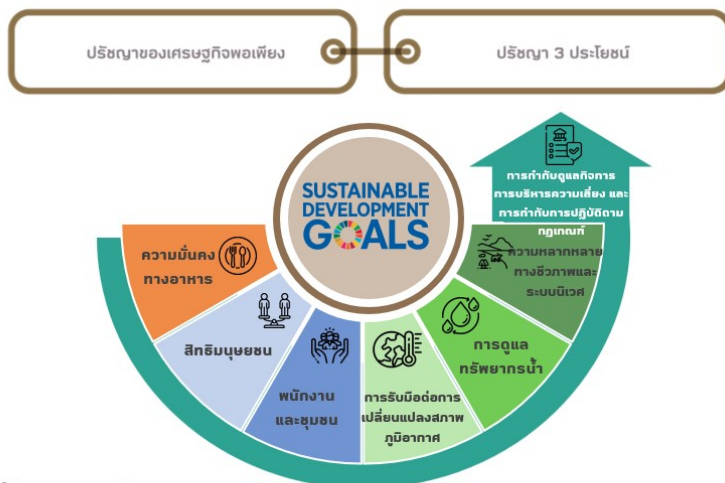 ปรัชญาของเศรษฐกิจพอเพียง
ปรัชญา 3 ประโยชน์
การกำกับดูแลกิจการ
การบริหารความเสี่ยง และ
การกำกับการปฏิบัติตาม
กฎเกณฑ์
SUSTAINABLE
DEVELOPMENT
GOALS
ความมั่นคง
ทางอาหาร
สิทธิมนุษยชน
พนักงาน
และชุมชน
การรับมือต่อการ
เปลี่ยนแปลงสภาพ
ภูมิอากาศ
การดูแล
ทรัพยากรน้ำ
ความหลากหลาย
ทางชีวภาพและ
ระบบนิเวศ